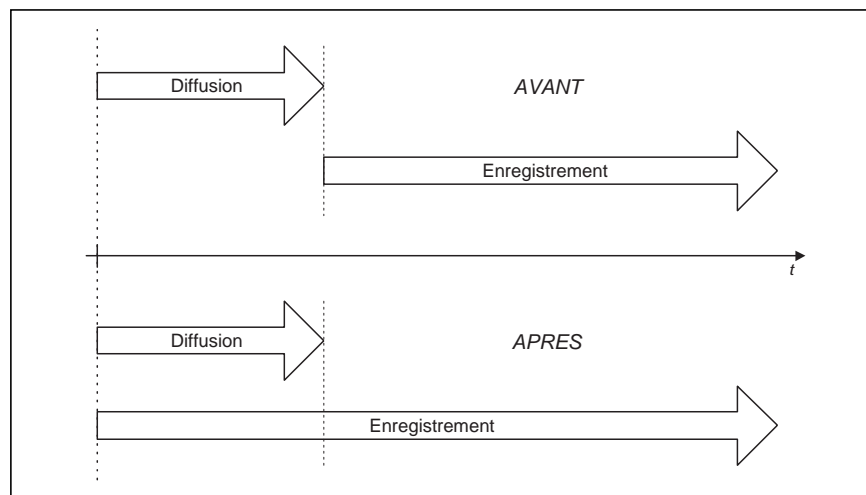 Diffusion
AVANT
Enregistrement
t
Diffusion
APRES
Enregistrement